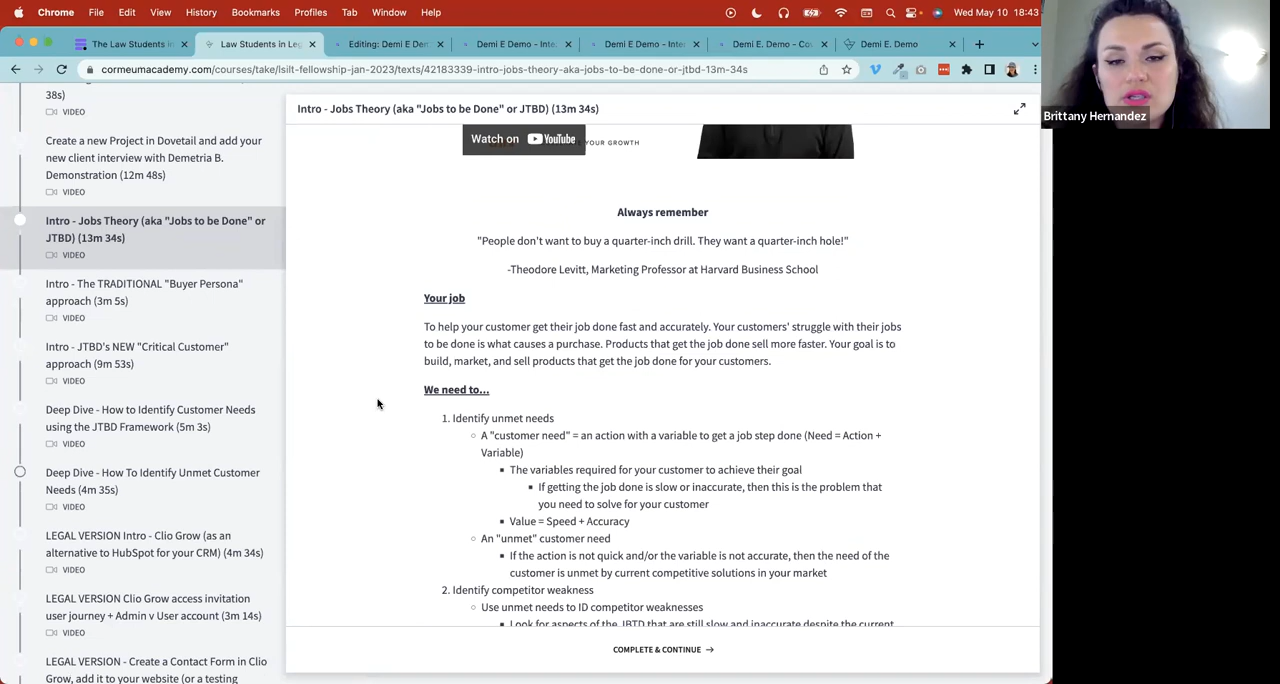 Chrome File Edit View History Bookmarks Profiles Tab Window Help Wed May 10 18:43
The Law Students in Law Students in Leg Editing: Demi E Dem Demi E Demo - Inte Demi E Demo - Inter Demi E. Demo - Co Demi E. Demo
cormeumacademy.com/courses/take/lsilt-fellowship-jan-2023/texts/42183339-intro-jobs-theory-aka-jobs-to-be-done-or-jtbd-13m-34s
Brittany Hernandez
38s)
VIDEO
Create a new Project in Dovetail and add your
new client interview with Demetria B.
Demonstration (12m 48s)
VIDEO
Intro - Jobs Theory (aka "Jobs to be Done" or
JTBD) (13m 34s)
VIDEO
Intro - The TRADITIONAL "Buyer Persona"
approach (3m 5s)
VIDEO
Intro - JTBD's NEW "Critical Customer"
approach (9m 53s)
VIDEO
Deep Dive - How to Identify Customer Needs
using the JTBD Framework (5m 3s)
VIDEO
Deep Dive - How To Identify Unmet Customer
Needs (4m 35s)
VIDEO
LEGAL VERSION Intro - Clio Grow (as an
alternative to HubSpot for your CRM) (4m 34s)
VIDEO
LEGAL VERSION Clio Grow access invitation
user journey + Admin v User account (3m 14s)
VIDEO
LEGAL VERSION - Create a Contact Form in Clio
Grow, add it to your website (or a testing
Intro - Jobs Theory (aka "Jobs to be Done" or JTBD) (13m 34s)
Watch on YouTube
YOUR GROWTH
Always remember
"People don't want to buy a quarter-inch drill. They want a quarter-inch hole!"
-Theodore Levitt, Marketing Professor at Harvard Business School
Your job
To help your customer get their job done fast and accurately. Your customers' struggle with their jobs
to be done is what causes a purchase. Products that get the job done sell more faster. Your goal is to
build, market, and sell products that get the job done for your customers.
We need to...
1. Identify unmet needs
A "customer need" = an action with a variable to get a job step done (Need = Action +
Variable)
The variables required for your customer to achieve their goal
If getting the job done is slow or inaccurate, then this is the problem that
you need to solve for your customer
Value = Speed + Accuracy
An "unmet" customer need
If the action is not quick and/or the variable is not accurate, then the need of the
customer is unmet by current competitive solutions in your market
2. Identify competitor weakness
Use unmet needs to ID competitor weaknesses
Look for aspects of the JBTD that are still slow and inaccurate despite the current
COMPLETE & CONTINUE →